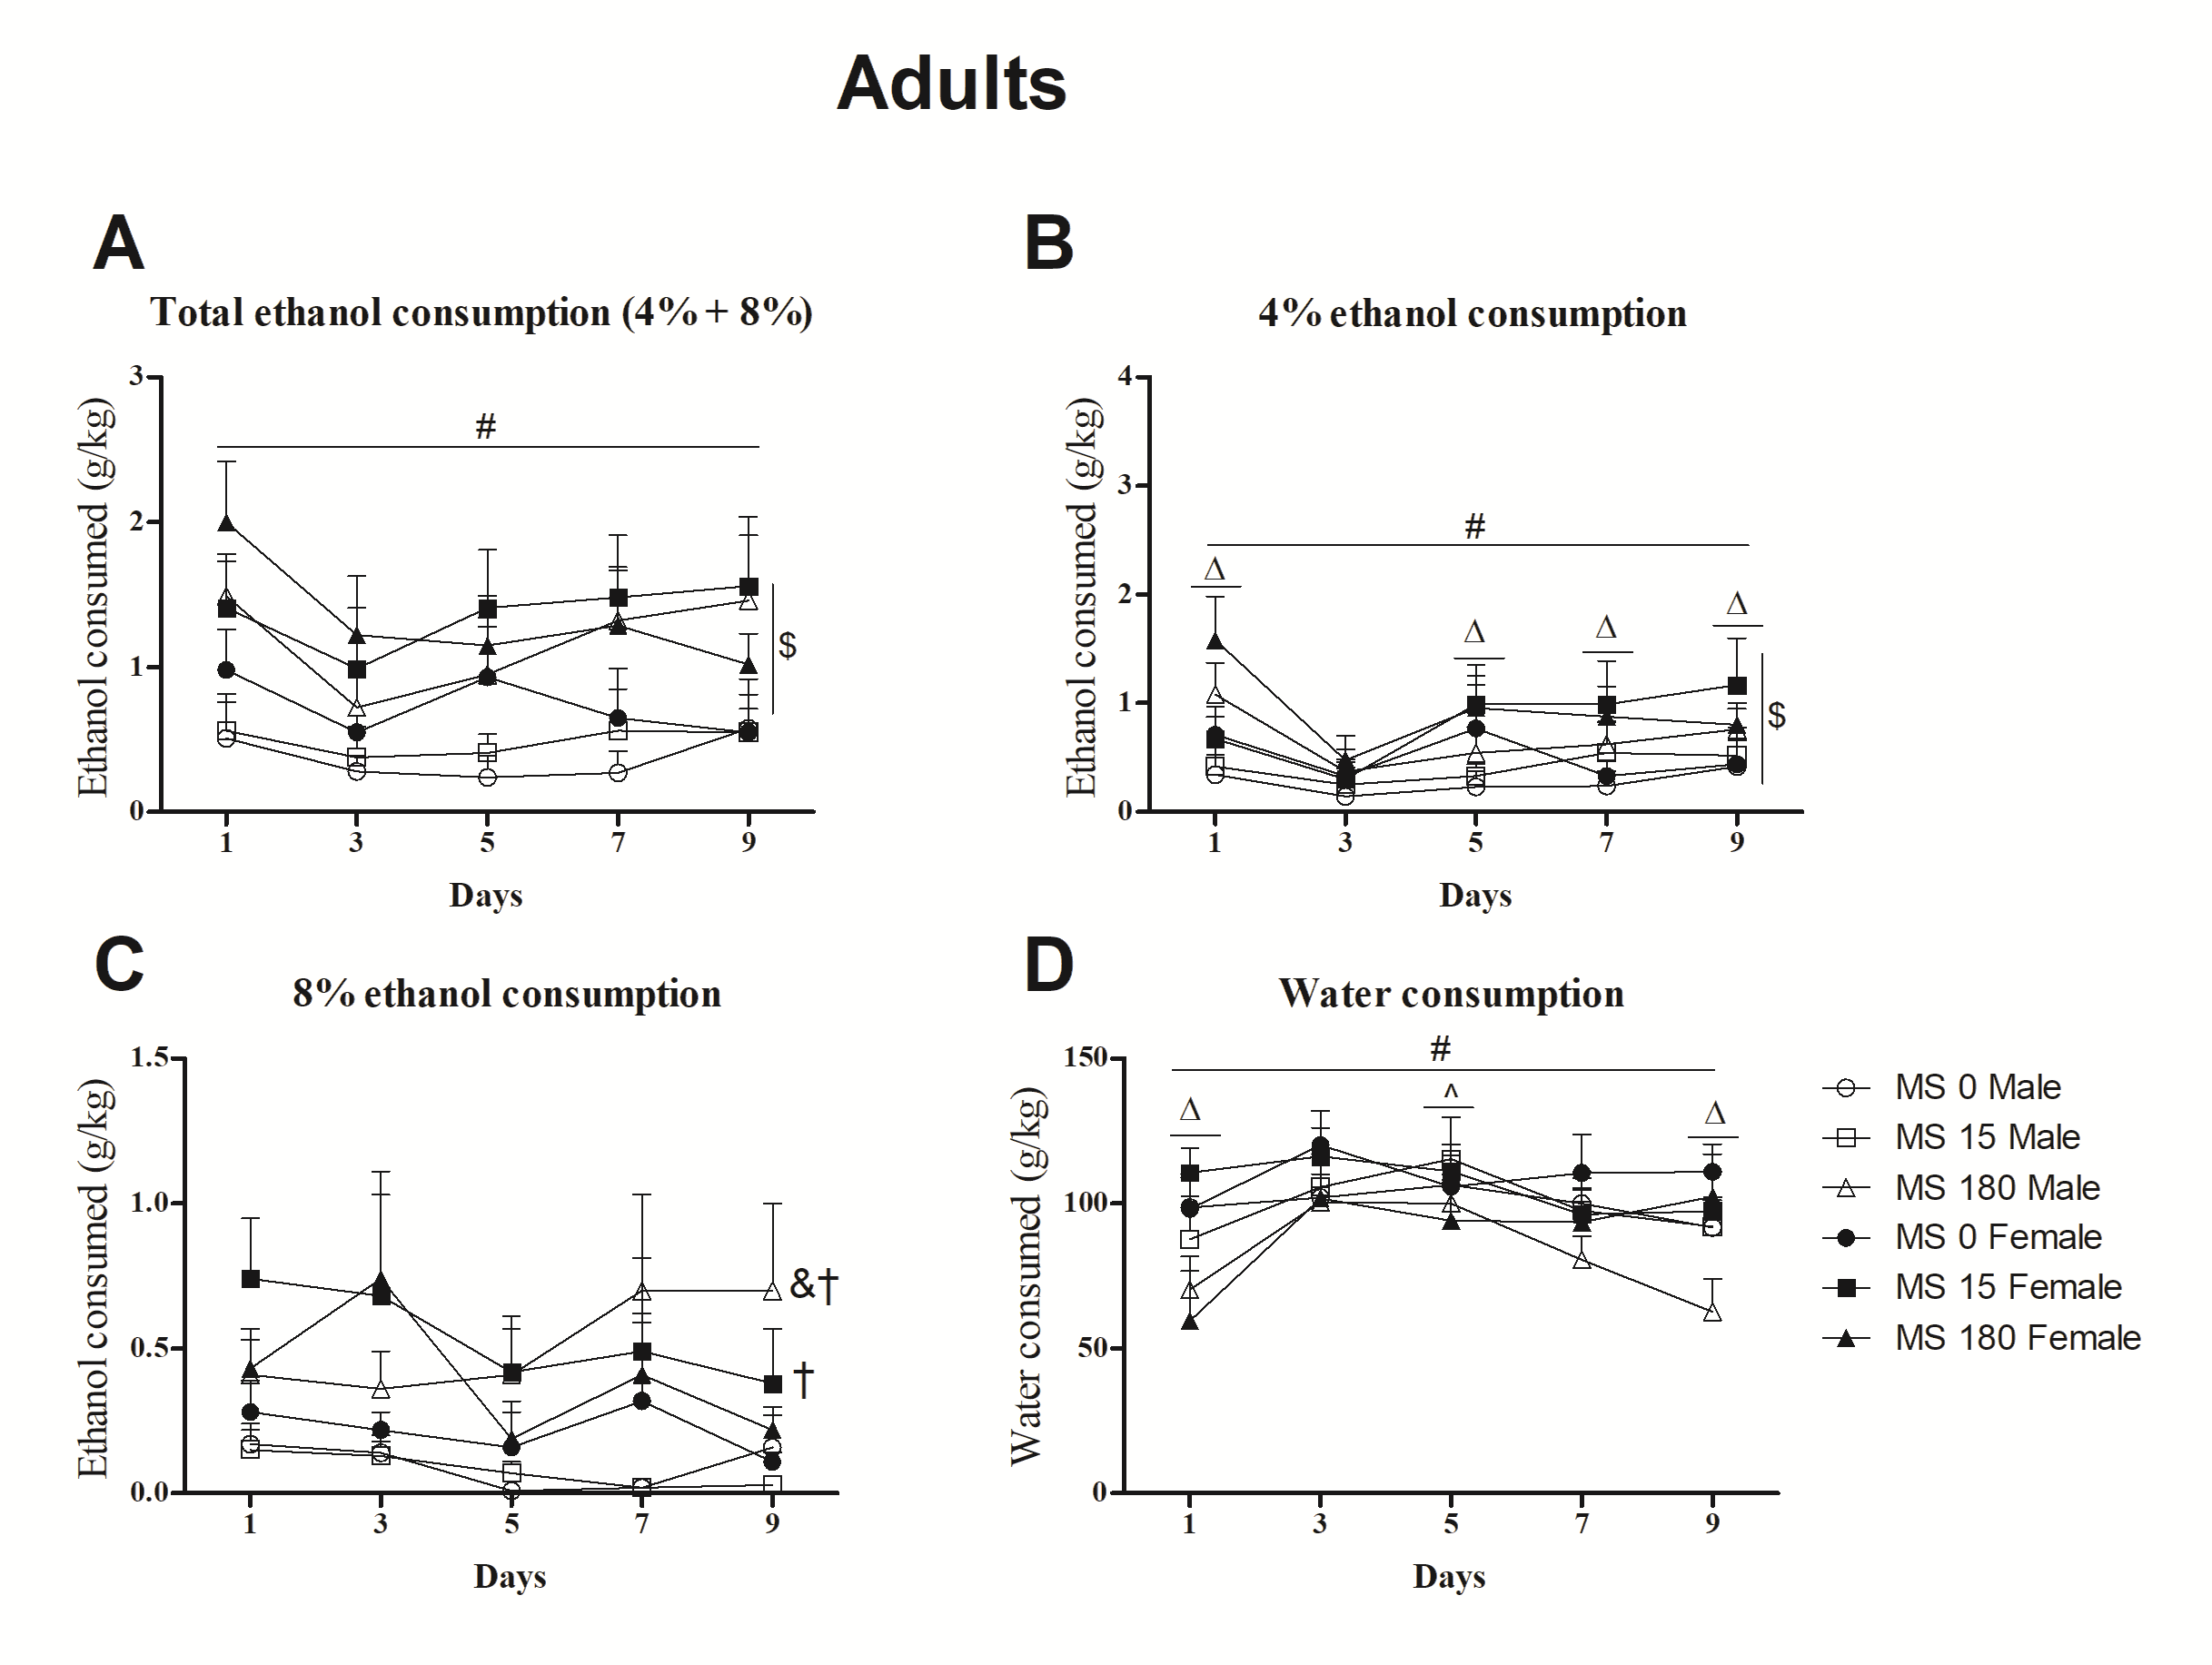 Adults
A
Total ethanol consumption (4% + 8%)
Ethanol consumed (g/kg)
3
2
1
0
#
$
1 3 5 7 9
Days
B
4% ethanol consumption
Ethanol consumed (g/kg)
4
3
2
1
0
#
Δ Δ Δ Δ
$
1 3 5 7 9
Days
C
8% ethanol consumption
Ethanol consumed (g/kg)
1.5
1.0
0.5
0.0
&†
†
1 3 5 7 9
Days
D
Water consumption
Water consumed (g/kg)
150
100
50
0
#
Δ ^ Δ
1 3 5 7 9
Days
MS 0 Male
MS 15 Male
MS 180 Male
MS 0 Female
MS 15 Female
MS 180 Female